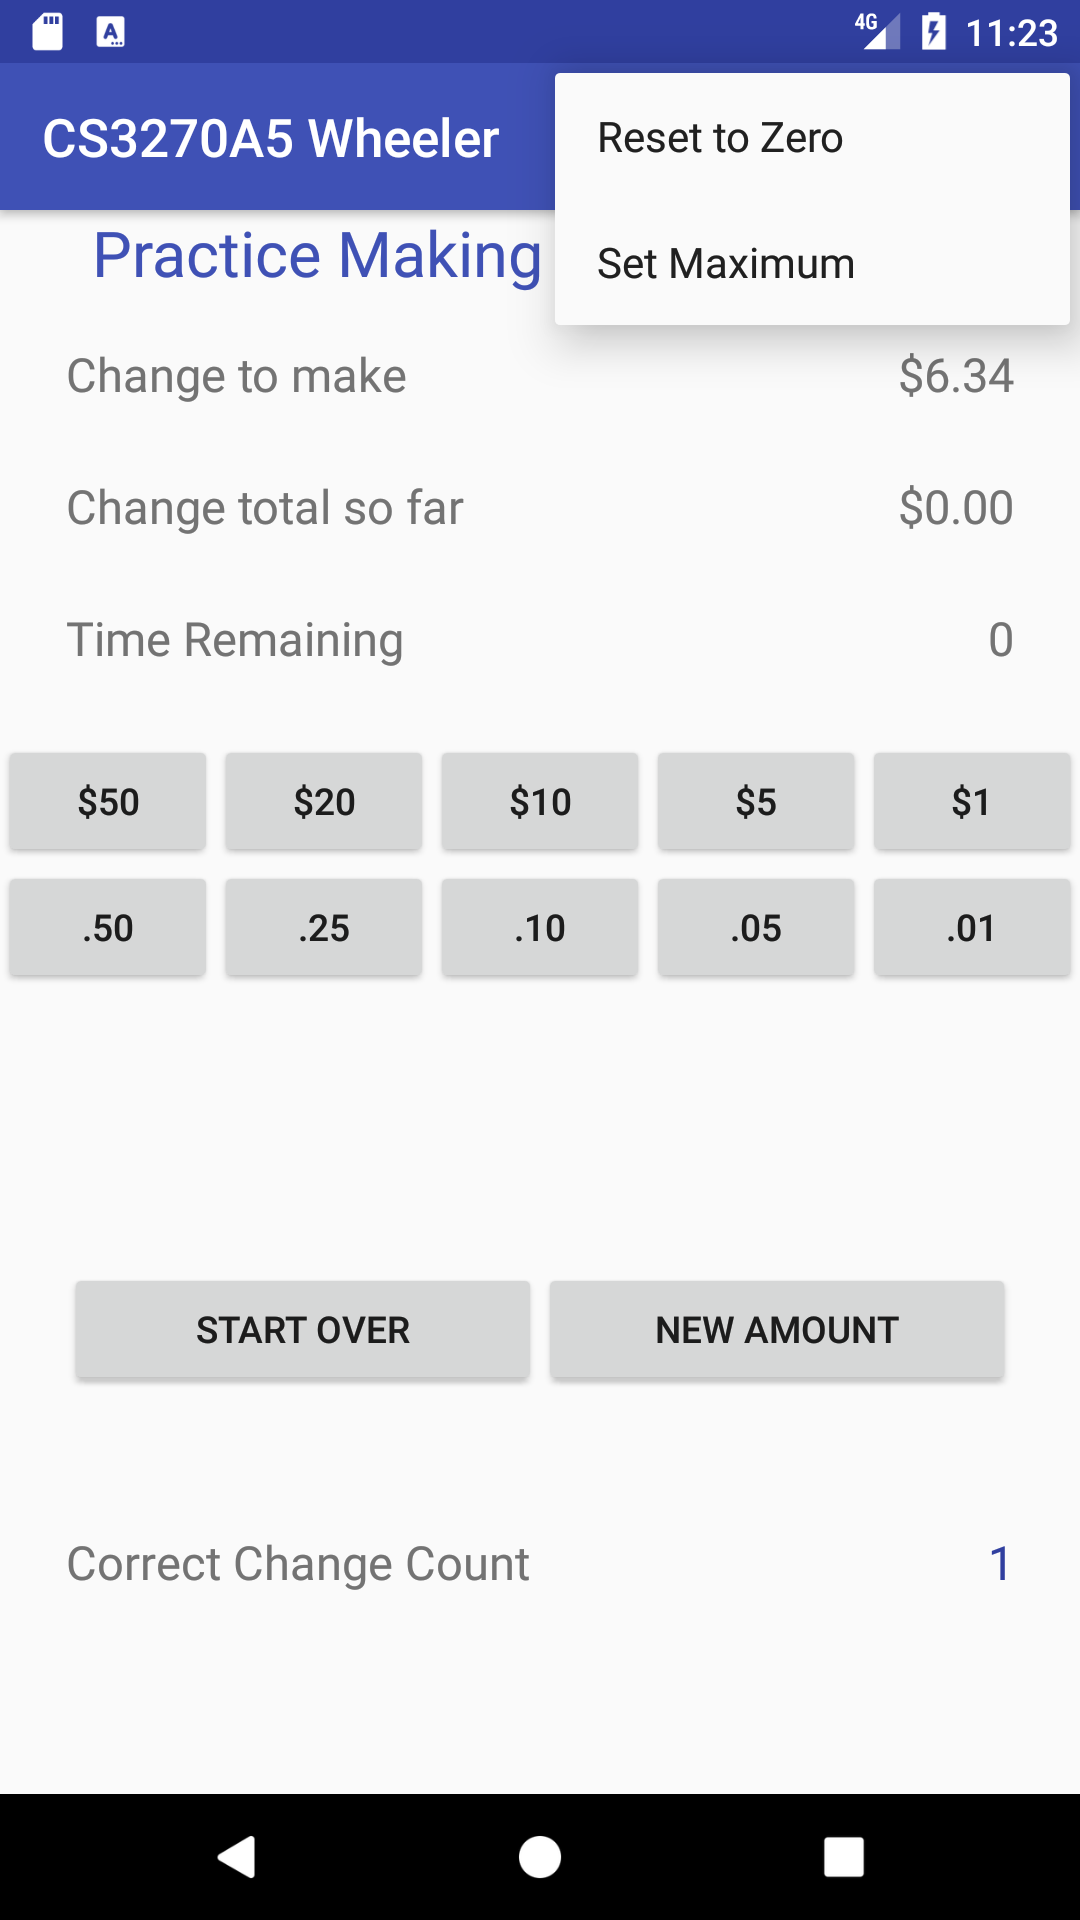 4G 11:23
CS3270A5 Wheeler
Reset to Zero
Set Maximum
Practice Making
Change to make $6.34
Change total so far $0.00
Time Remaining 0
$50 $20 $10 $5 $1
.50 .25 .10 .05 .01
START OVER NEW AMOUNT
Correct Change Count 1